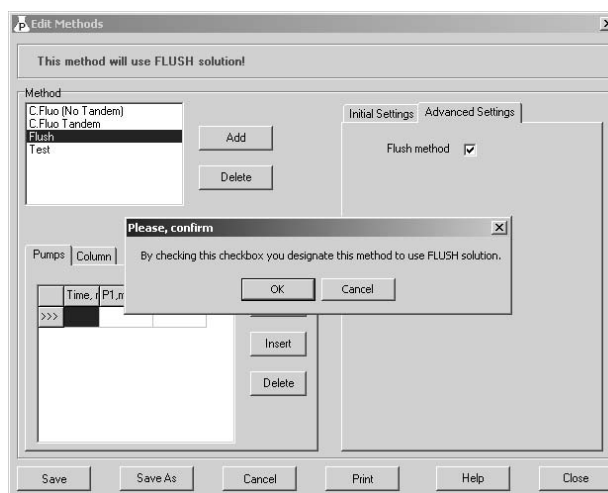 Edit Methods
This method will use FLUSH solution!
Method
C.Fluo (No Tandem)
C.Fluo Tandem
Flush
Test
Add
Delete
Initial Settings Advanced Settings
Flush method
Please, confirm
By checking this checkbox you designate this method to use FLUSH solution.
OK Cancel
Pumps Column
Time, r P1,m
>>>
Insert
Delete
Save Save As Cancel Print Help Close